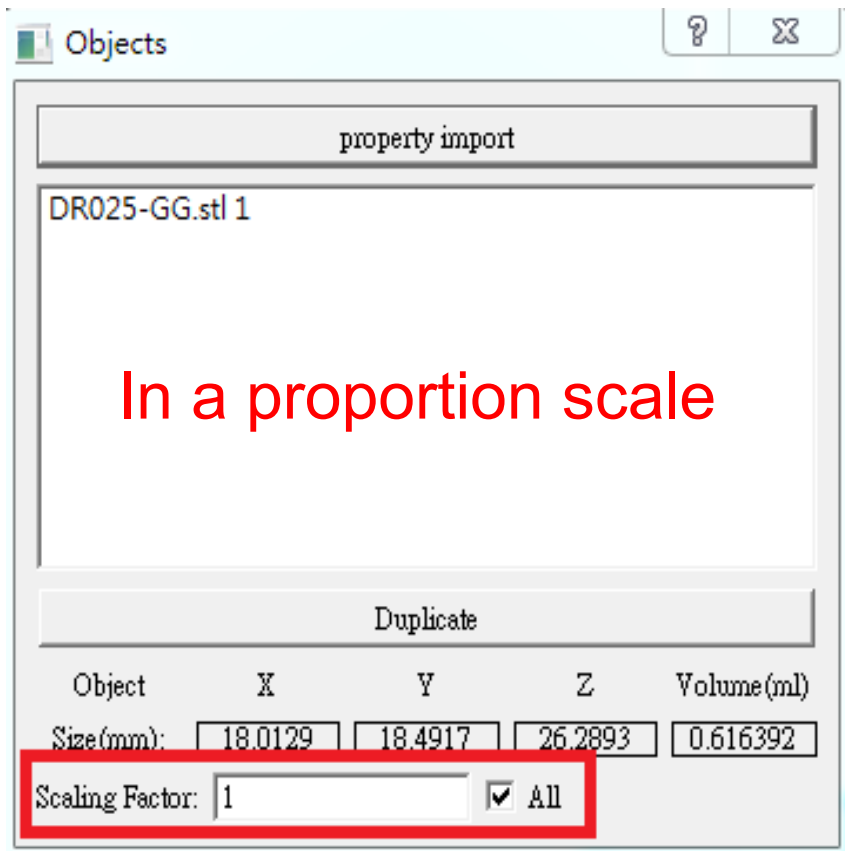 Objects
property import
DR025-GG.stl 1
In a proportion scale
Duplicate
Object X Y Z Volume(ml)
Size(mm): 18.0129 18.4917 26.2893 0.616392
Scaling Factor: 1 All